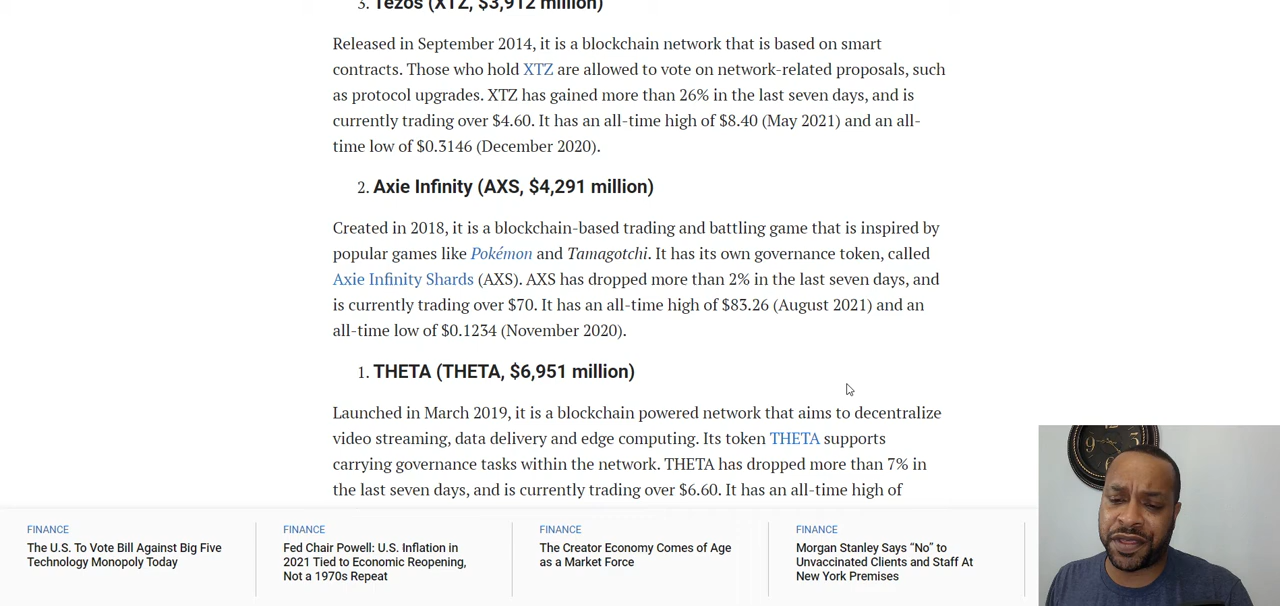 3. Tezos (XTZ, $3,912 million)
Released in September 2014, it is a blockchain network that is based on smart
contracts. Those who hold XTZ are allowed to vote on network-related proposals, such
as protocol upgrades. XTZ has gained more than 26% in the last seven days, and is
currently trading over $4.60. It has an all-time high of $8.40 (May 2021) and an all-
time low of $0.3146 (December 2020).
2. Axie Infinity (AXS, $4,291 million)
Created in 2018, it is a blockchain-based trading and battling game that is inspired by
popular games like Pokémon and Tamagotchi. It has its own governance token, called
Axie Infinity Shards (AXS). AXS has dropped more than 2% in the last seven days, and
is currently trading over $70. It has an all-time high of $83.26 (August 2021) and an
all-time low of $0.1234 (November 2020).
1. THETA (THETA, $6,951 million)
Launched in March 2019, it is a blockchain powered network that aims to decentralize
video streaming, data delivery and edge computing. Its token THETA supports
carrying governance tasks within the network. THETA has dropped more than 7% in
the last seven days, and is currently trading over $6.60. It has an all-time high of
FINANCE
The U.S. To Vote Bill Against Big Five
Technology Monopoly Today
FINANCE
Fed Chair Powell: U.S. Inflation in
2021 Tied to Economic Reopening,
Not a 1970s Repeat
FINANCE
The Creator Economy Comes of Age
as a Market Force
FINANCE
Morgan Stanley Says “No” to
Unvaccinated Clients and Staff At
New York Premises